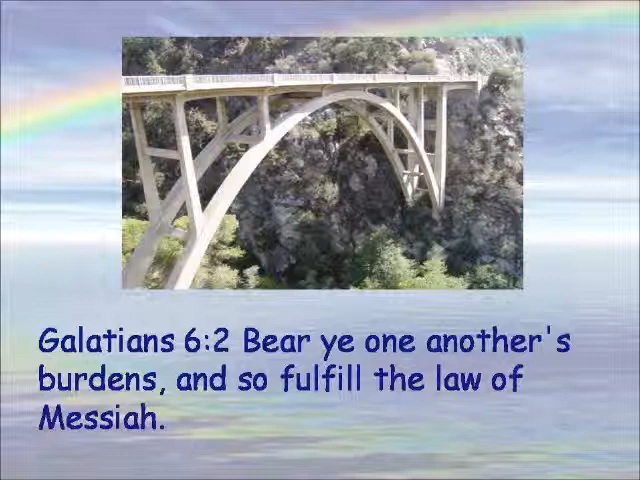 Galatians 6:2 Bear ye one another's
burdens, and so fulfill the law of
Messiah.